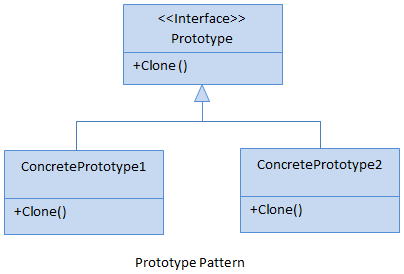 <<Interface>>
Prototype
+Clone()
ConcretePrototype1
+Clone()
ConcretePrototype2
+Clone()
Prototype Pattern